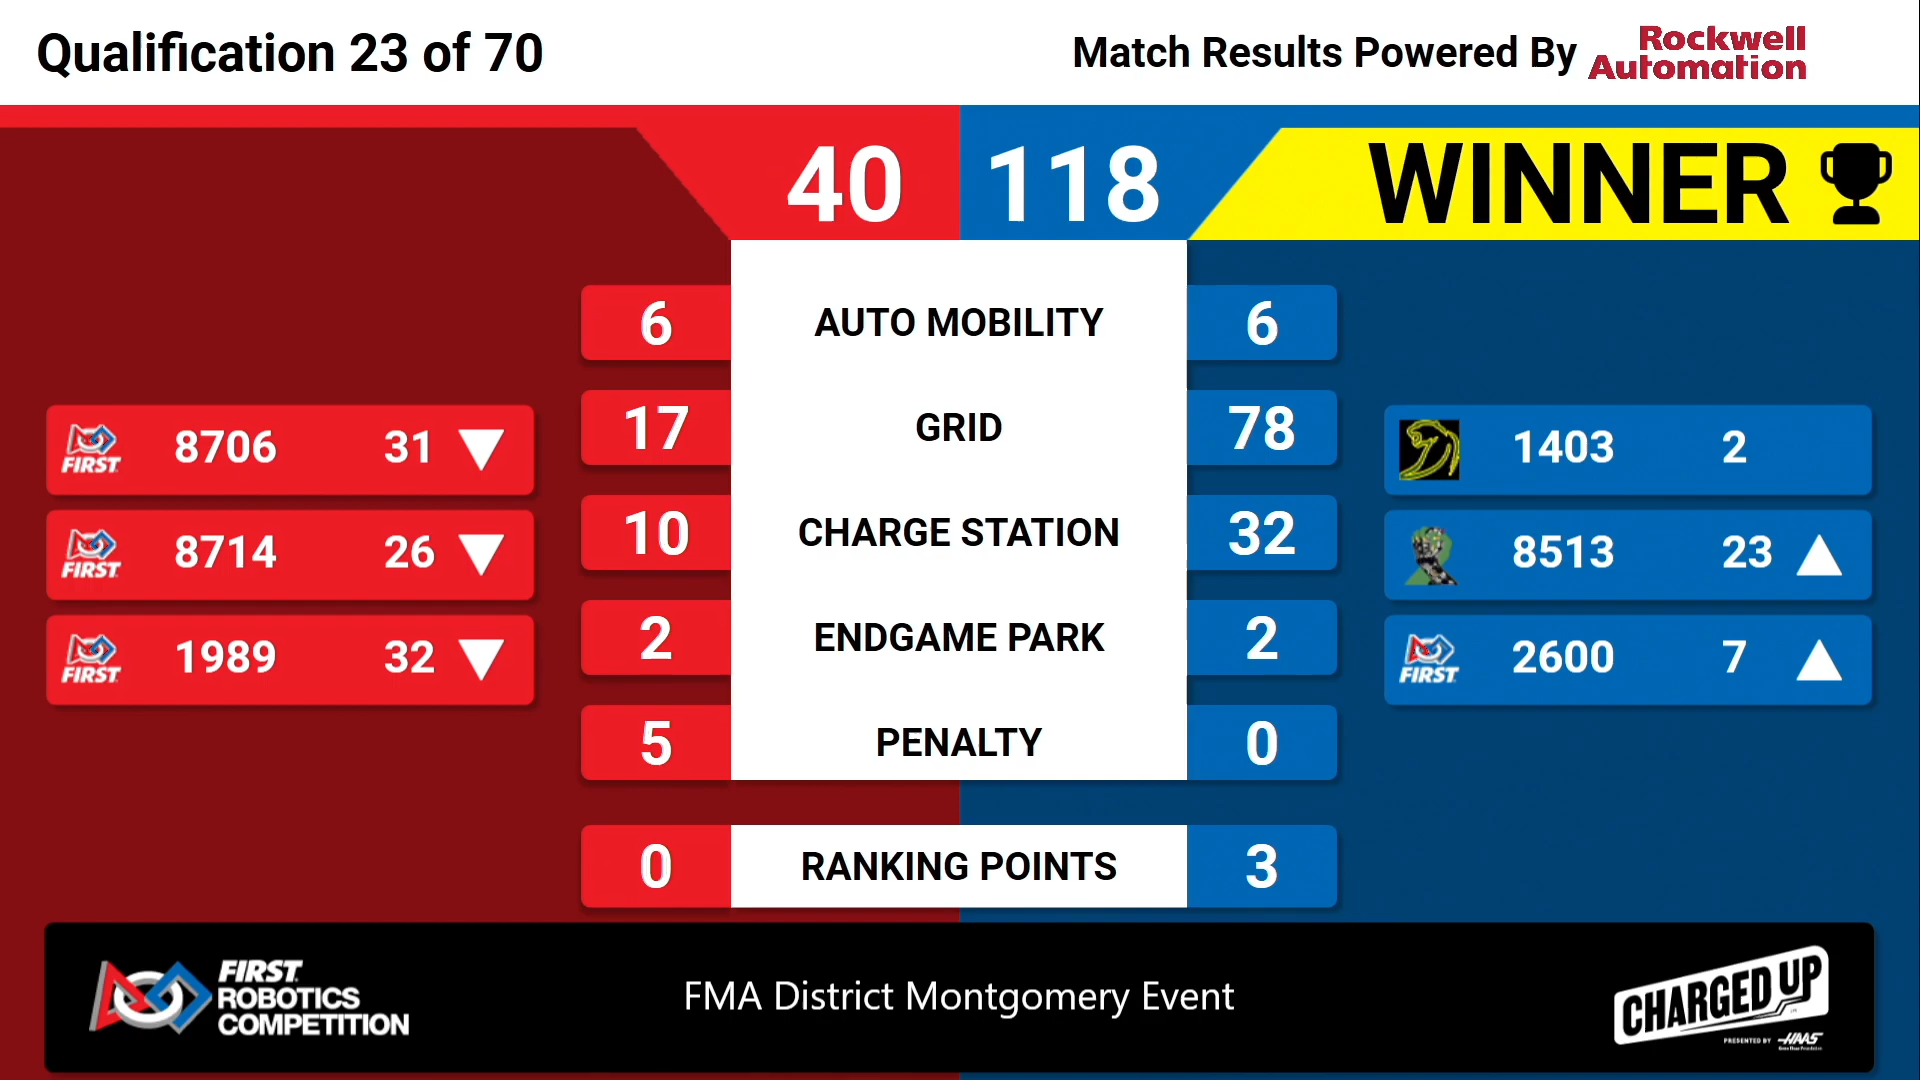 Qualification 23 of 70
Match Results Powered By
Rockwell
Automation
40 118 WINNER
6 AUTO MOBILITY 6
17 GRID 78
10 CHARGE STATION 32
2 ENDGAME PARK 2
5 PENALTY 0
0 RANKING POINTS 3
FIRST 8706 31
FIRST 8714 26
FIRST 1989 32
1403 2
8513 23
FIRST 2600 7
FIRST
ROBOTICS
COMPETITION
FMA District Montgomery Event
CHARGED UP
PRESENTED BY HAAS